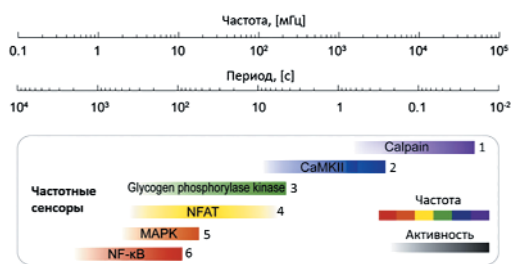 Частота, [мГц]
0.1 1 10 10² 10³ 10⁴ 10⁵
Период, [с]
10⁴ 10³ 10² 10 1 0.1 10⁻²
Calpain 1
CaMKII 2
Glycogen phosphorylase kinase 3
NFAT 4
MAPK 5
NF-κB 6
Частотные
сенсоры
Частота
Активность